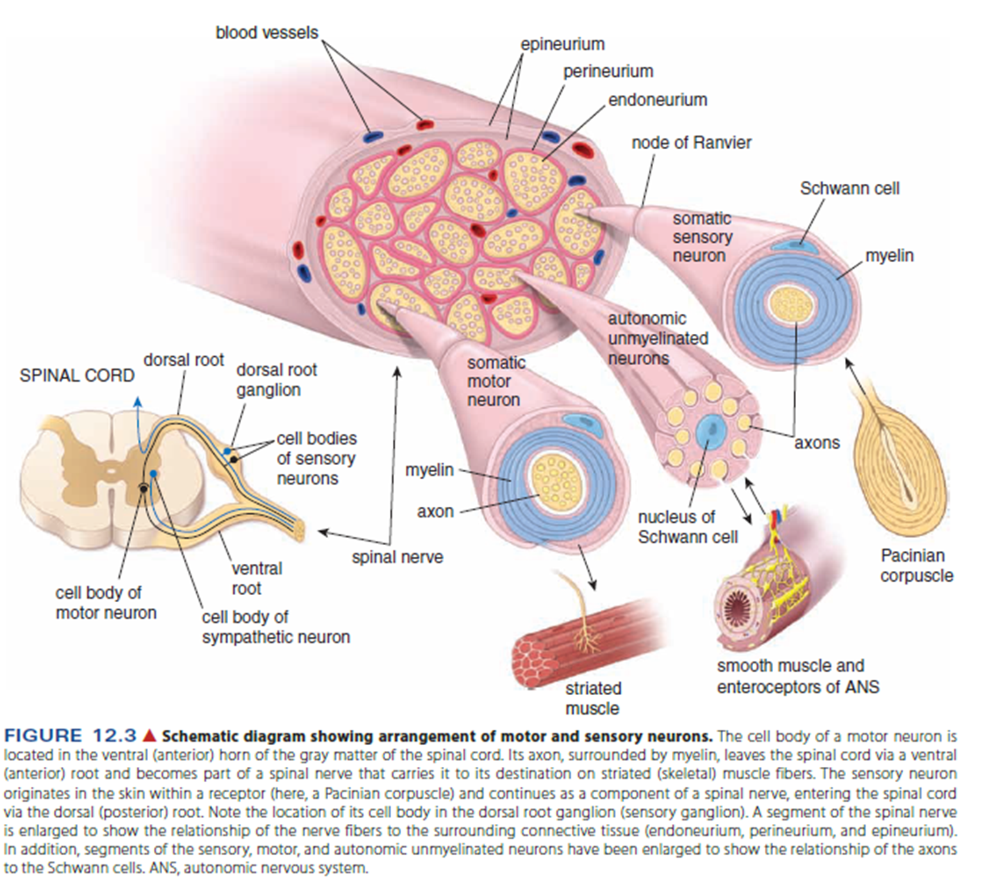 blood vessels
epineurium
perineurium
endoneurium
node of Ranvier
Schwann cell
somatic
sensory
neuron
myelin
autonomic
unmyelinated
neurons
somatic
motor
neuron
dorsal root
SPINAL CORD
dorsal root
ganglion
cell bodies
of sensory
neurons
myelin
axon
axons
nucleus of
Schwann cell
spinal nerve
ventral
root
cell body of
motor neuron
cell body of
sympathetic neuron
Pacinian
corpuscle
smooth muscle and
enteroceptors of ANS
striated
muscle
FIGURE 12.3 ▲ Schematic diagram showing arrangement of motor and sensory neurons. The cell body of a motor neuron is
located in the ventral (anterior) horn of the gray matter of the spinal cord. Its axon, surrounded by myelin, leaves the spinal cord via a ventral
(anterior) root and becomes part of a spinal nerve that carries it to its destination on striated (skeletal) muscle fibers. The sensory neuron
originates in the skin within a receptor (here, a Pacinian corpuscle) and continues as a component of a spinal nerve, entering the spinal cord
via the dorsal (posterior) root. Note the location of its cell body in the dorsal root ganglion (sensory ganglion). A segment of the spinal nerve
is enlarged to show the relationship of the nerve fibers to the surrounding connective tissue (endoneurium, perineurium, and epineurium).
In addition, segments of the sensory, motor, and autonomic unmyelinated neurons have been enlarged to show the relationship of the axons
to the Schwann cells. ANS, autonomic nervous system.